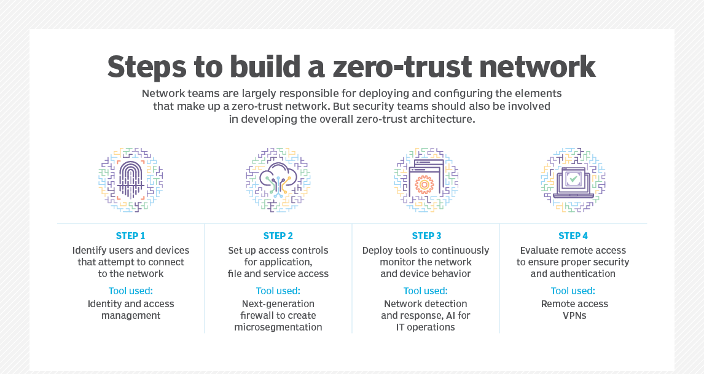 Steps to build a zero-trust network
Network teams are largely responsible for deploying and configuring the elements
that make up a zero-trust network. But security teams should also be involved
in developing the overall zero-trust architecture.
STEP 1
Identify users and devices
that attempt to connect
to the network
Tool used:
Identity and access
management
STEP 2
Set up access controls
for application,
file and service access
Tool used:
Next-generation
firewall to create
microsegmentation
STEP 3
Deploy tools to continuously
monitor the network
and device behavior
Tool used:
Network detection
and response, AI for
IT operations
STEP 4
Evaluate remote access
to ensure proper security
and authentication
Tool used:
Remote access
VPNs